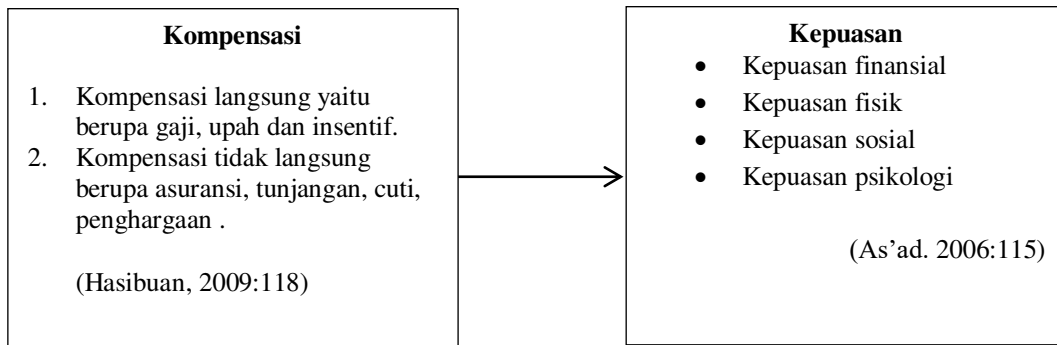 Kompensasi
1. Kompensasi langsung yaitu
berupa gaji, upah dan insentif.
2. Kompensasi tidak langsung
berupa asuransi, tunjangan, cuti,
penghargaan .
(Hasibuan, 2009:118)
Kepuasan
• Kepuasan finansial
• Kepuasan fisik
• Kepuasan sosial
• Kepuasan psikologi
(As’ad. 2006:115)